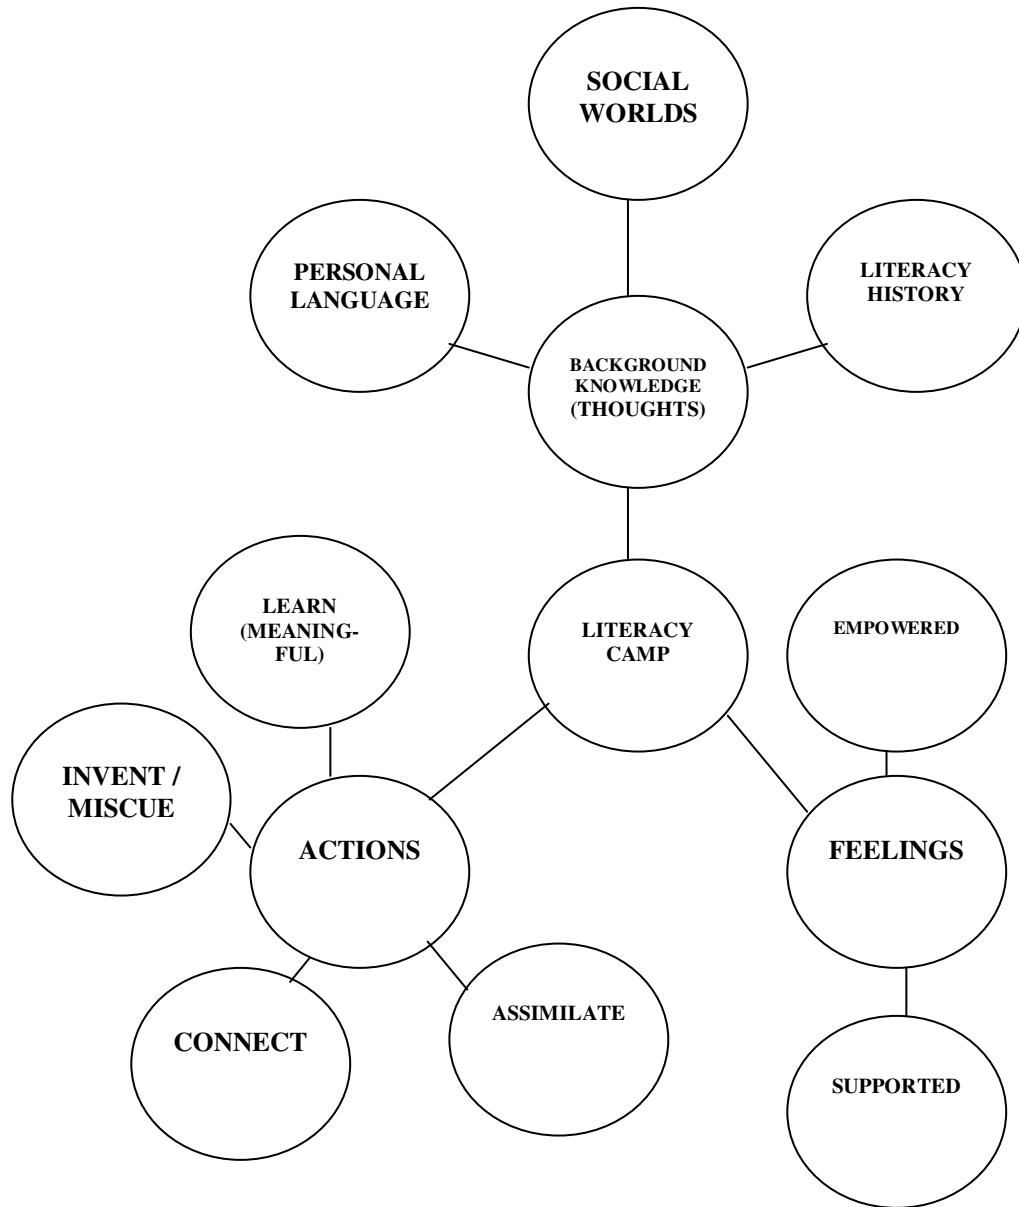 SOCIAL
WORLDS
PERSONAL
LANGUAGE
LITERACY
HISTORY
BACKGROUND
KNOWLEDGE
(THOUGHTS)
LEARN
(MEANING-
FUL)
LITERACY
CAMP
EMPOWERED
INVENT /
MISCUE
ACTIONS
FEELINGS
CONNECT
ASSIMILATE
SUPPORTED